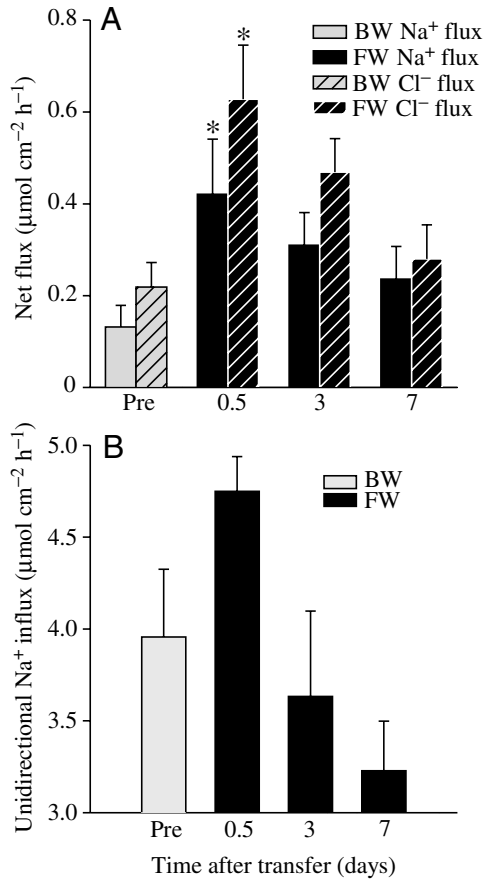 A
BW Na⁺ flux
FW Na⁺ flux
BW Cl⁻ flux
FW Cl⁻ flux
Net flux (μmol cm⁻² h⁻¹)
0.8
0.6
0.4
0.2
0
*
*
Pre 0.5 3 7
B
BW
FW
Unidirectional Na⁺ influx (μmol cm⁻² h⁻¹)
5.0
4.5
4.0
3.5
3.0
Pre 0.5 3 7
Time after transfer (days)